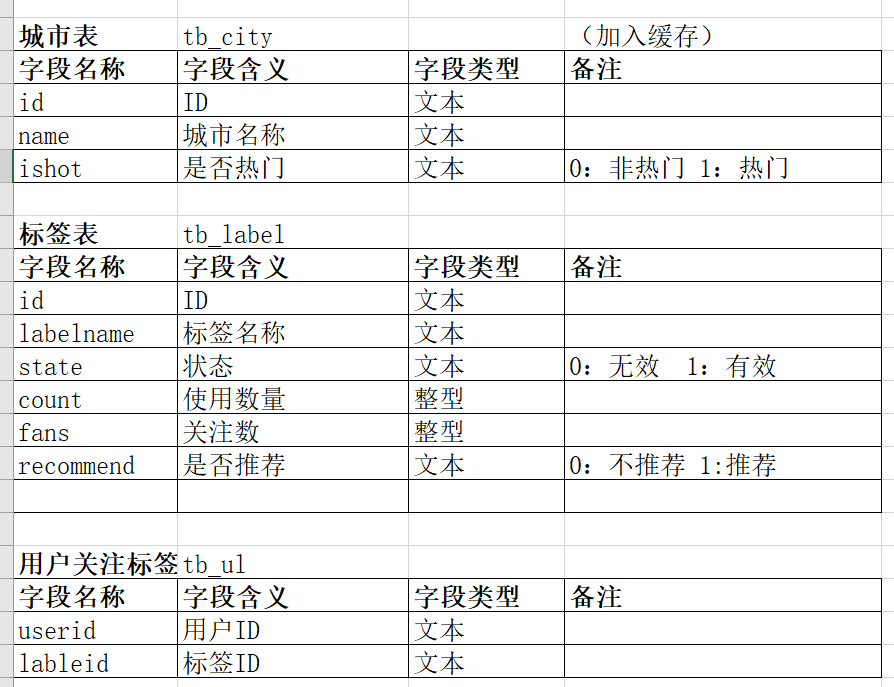 城市表 tb_city （加入缓存）
字段名称 字段含义 字段类型 备注
id ID 文本
name 城市名称 文本
ishot 是否热门 文本 0：非热门 1：热门
标签表 tb_label
字段名称 字段含义 字段类型 备注
id ID 文本
labelname 标签名称 文本
state 状态 文本 0：无效 1：有效
count 使用数量 整型
fans 关注数 整型
recommend 是否推荐 文本 0：不推荐 1:推荐
用户关注标签 tb_ul
字段名称 字段含义 字段类型 备注
userid 用户ID 文本
lableid 标签ID 文本